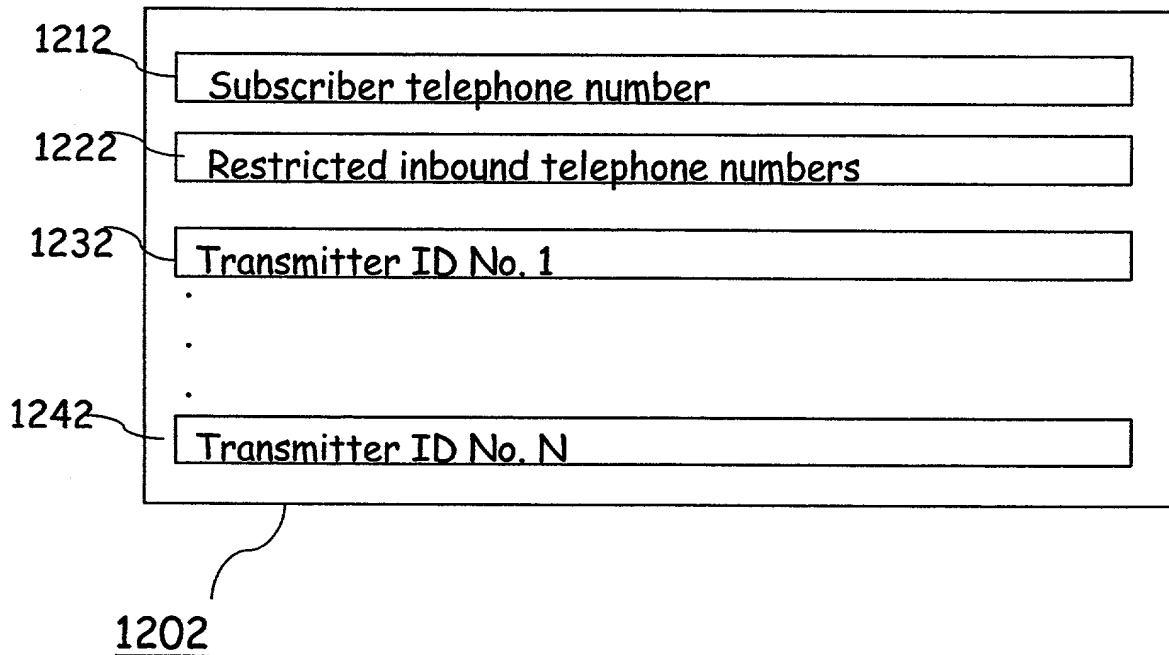 1212
Subscriber telephone number
1222
Restricted inbound telephone numbers
1232
Transmitter ID No. 1
.
.
.
1242
Transmitter ID No. N
1202